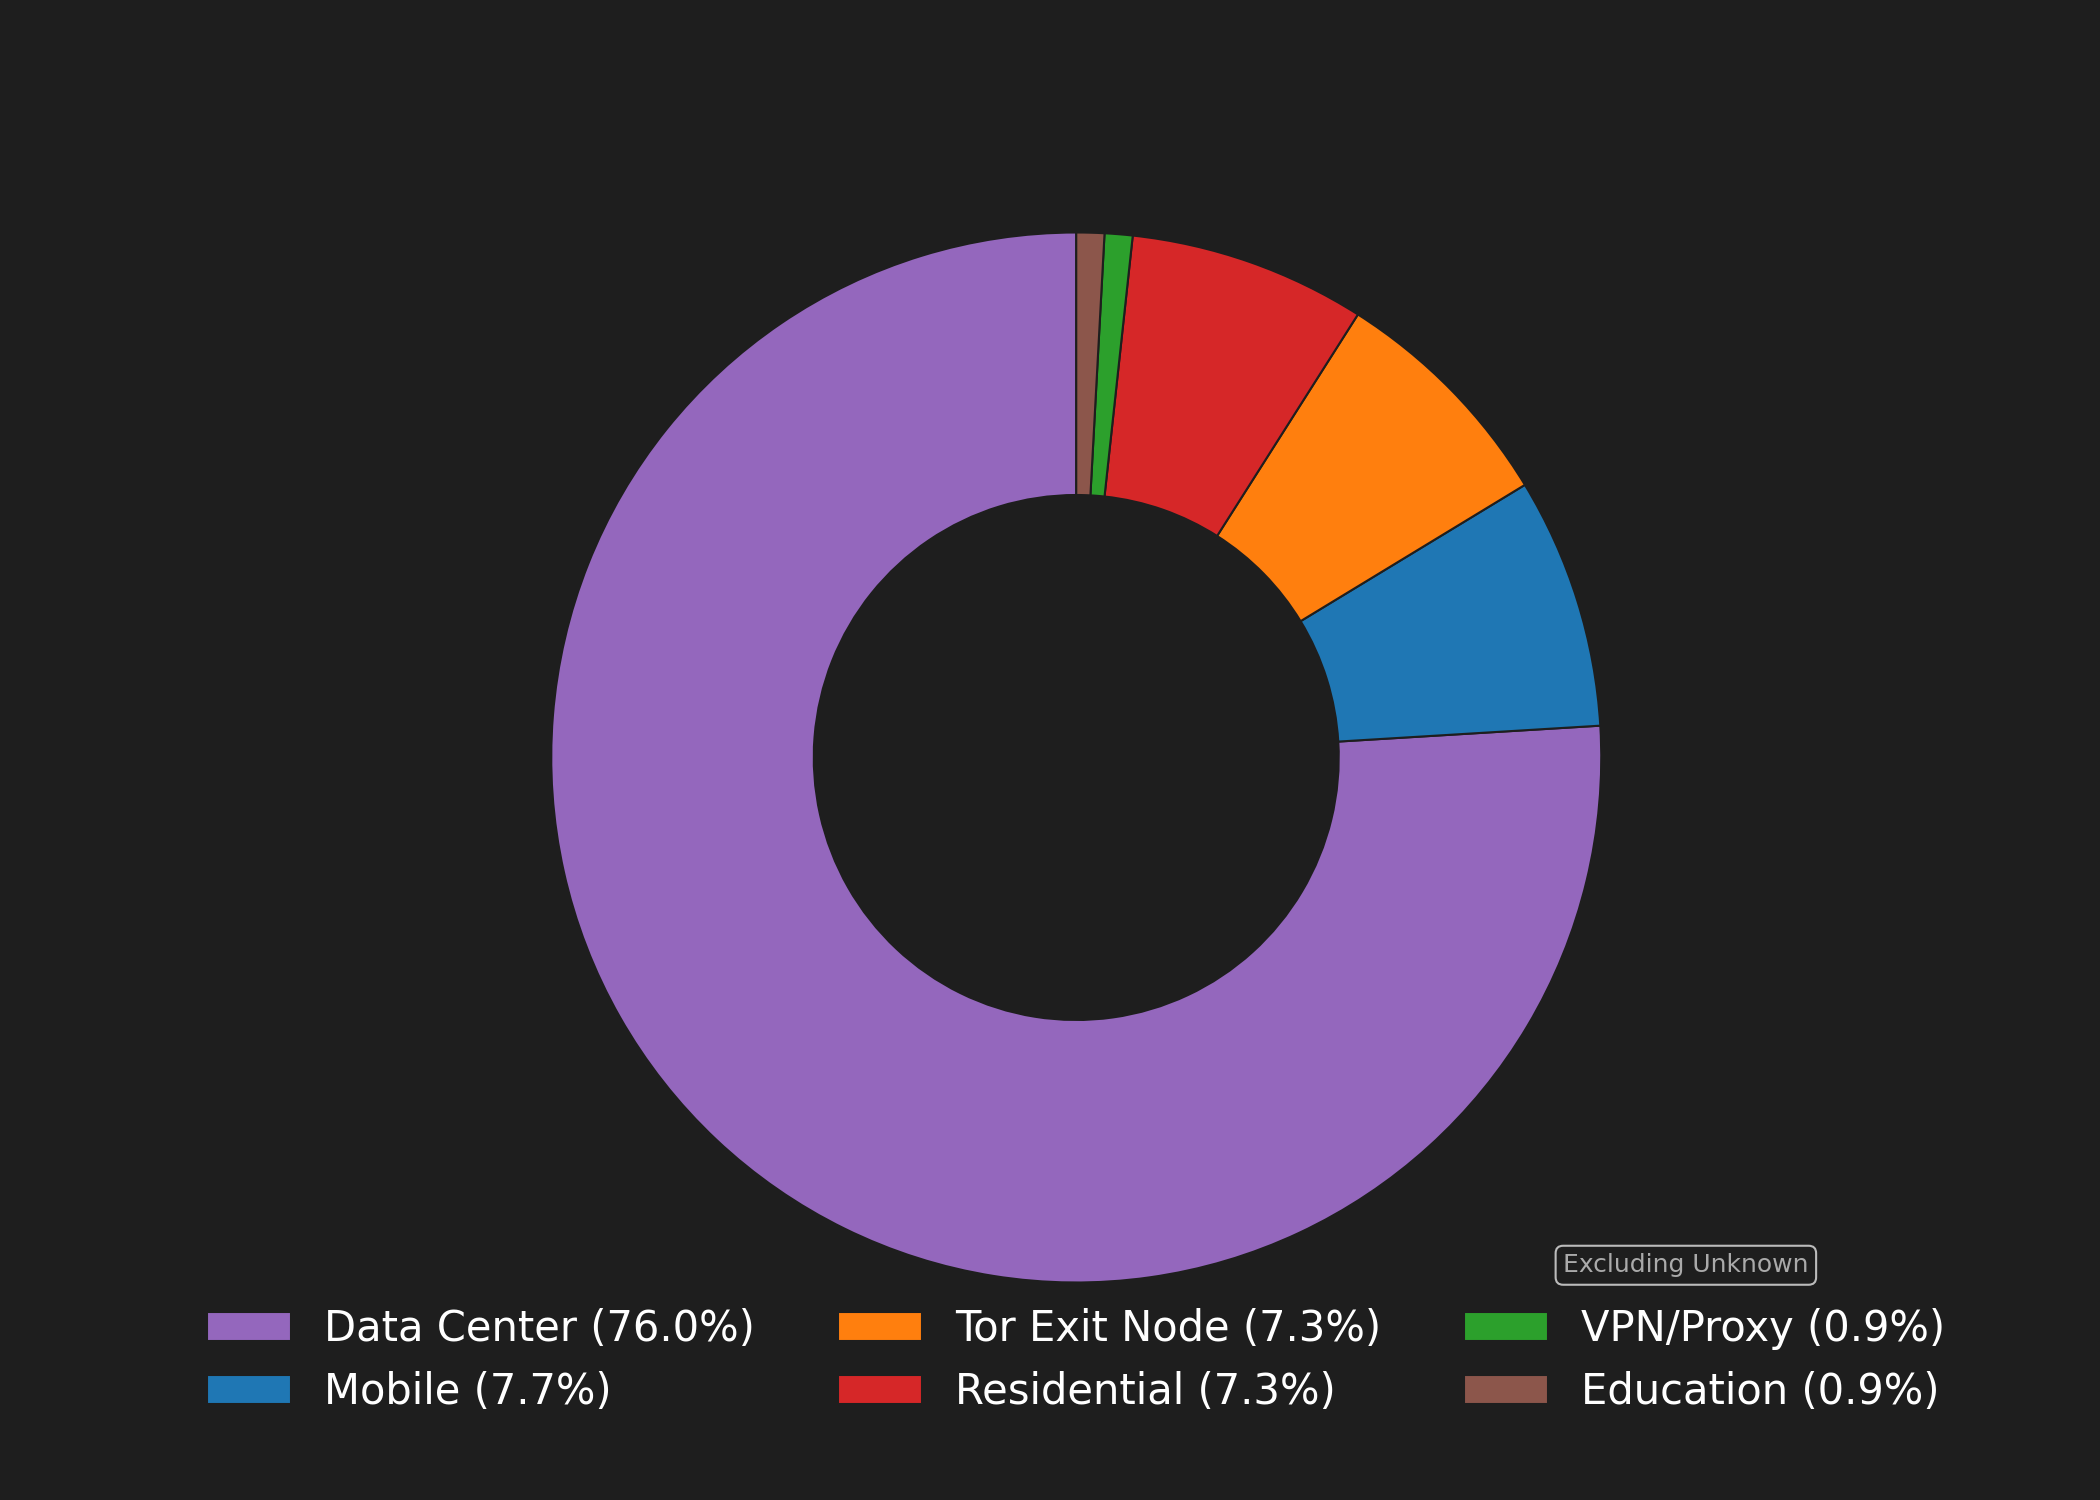 Excluding Unknown
Data Center (76.0%)
Tor Exit Node (7.3%)
VPN/Proxy (0.9%)
Mobile (7.7%)
Residential (7.3%)
Education (0.9%)